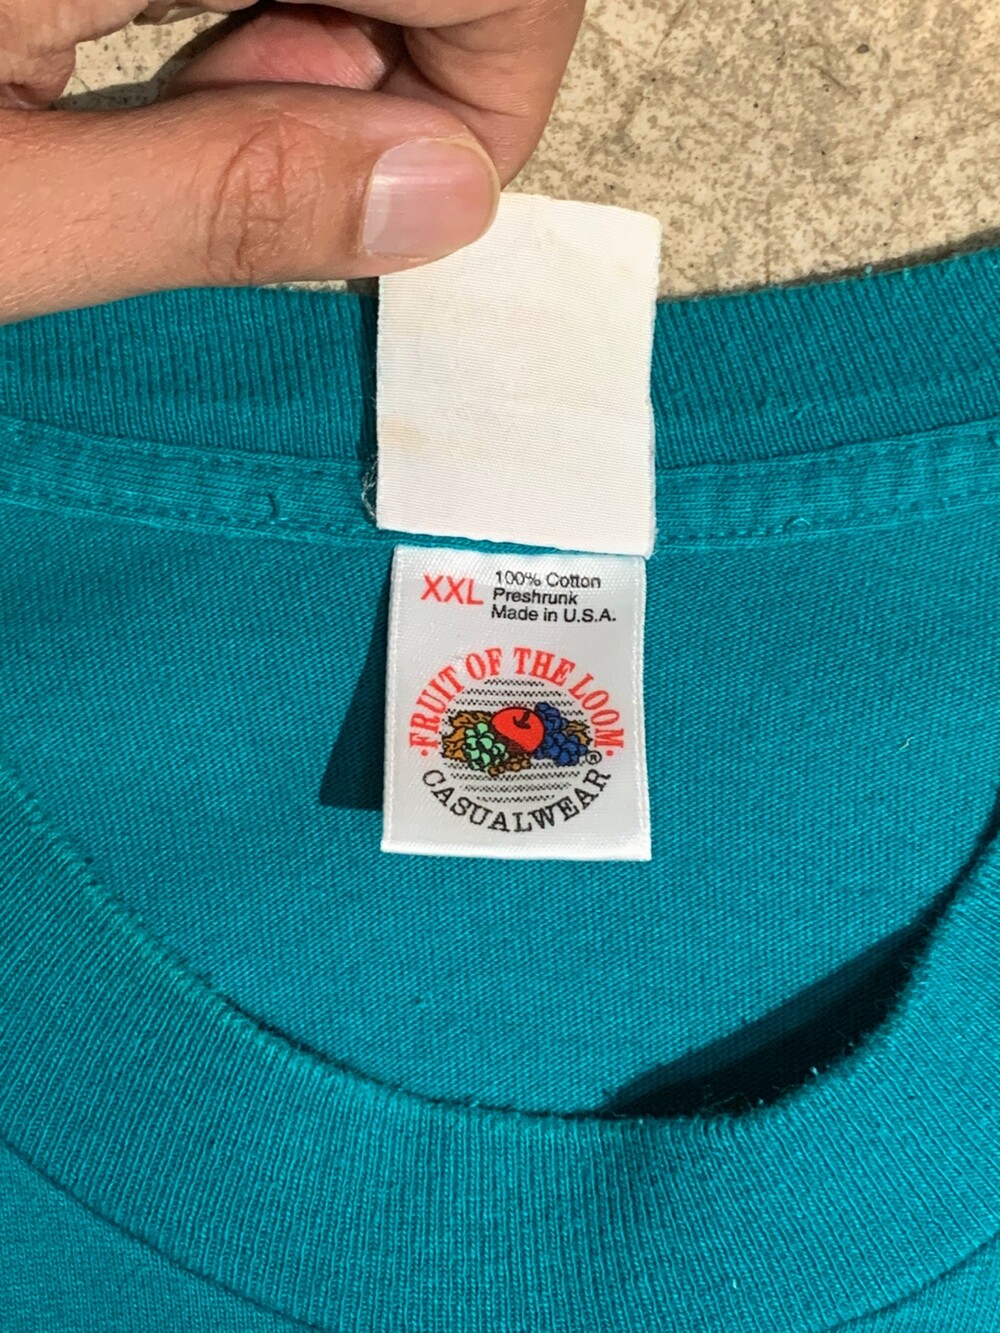 XXL
100% Cotton
Preshrunk
Made in U.S.A.
·FRUIT OF THE LOOM·
®
CASUALWEAR